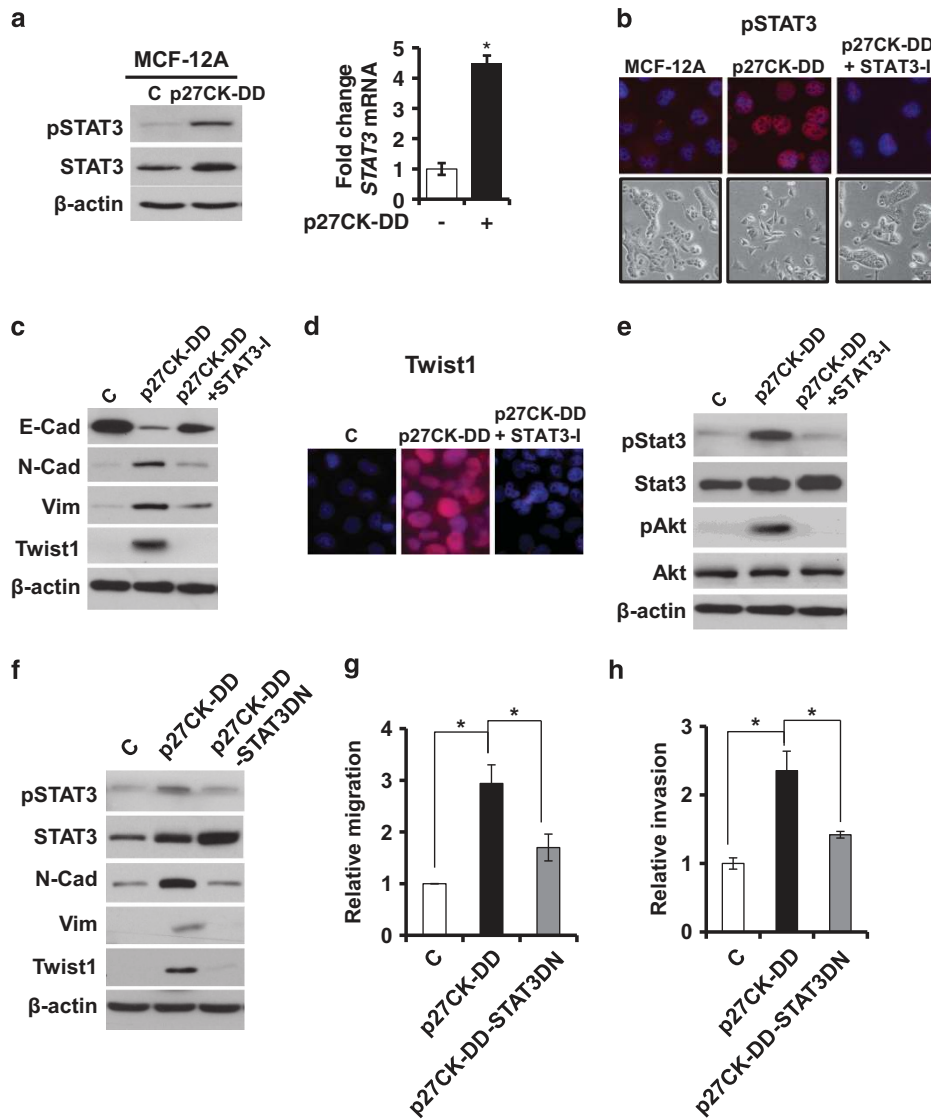 a
MCF-12A
C p27CK-DD
pSTAT3
STAT3
β-actin
Fold change
STAT3 mRNA
5
4
3
2
1
0
*
p27CK-DD - +
b
pSTAT3
MCF-12A p27CK-DD p27CK-DD
+ STAT3-I
c
C p27CK-DD p27CK-DD
+STAT3-I
E-Cad
N-Cad
Vim
Twist1
β-actin
d
Twist1
C p27CK-DD p27CK-DD
+ STAT3-I
e
C p27CK-DD p27CK-DD
+STAT3-I
pStat3
Stat3
pAkt
Akt
β-actin
f
C p27CK-DD p27CK-DD
-STAT3DN
pSTAT3
STAT3
N-Cad
Vim
Twist1
β-actin
g
Relative migration
4
3
2
1
0
* *
C p27CK-DD p27CK-DD-STAT3DN
h
Relative invasion
3
2
1
0
* *
C p27CK-DD p27CK-DD-STAT3DN